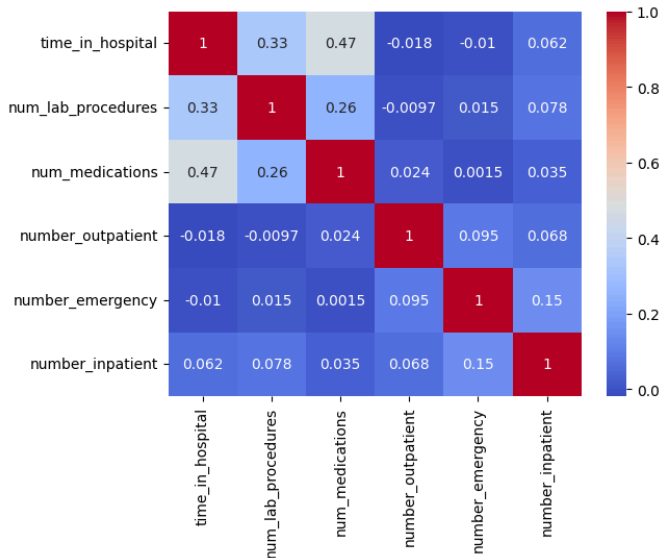 time_in_hospital 1 0.33 0.47 -0.018 -0.01 0.062
num_lab_procedures 0.33 1 0.26 -0.0097 0.015 0.078
num_medications 0.47 0.26 1 0.024 0.0015 0.035
number_outpatient -0.018 -0.0097 0.024 1 0.095 0.068
number_emergency -0.01 0.015 0.0015 0.095 1 0.15
number_inpatient 0.062 0.078 0.035 0.068 0.15 1
time_in_hospital
num_lab_procedures
num_medications
number_outpatient
number_emergency
number_inpatient
1.0
0.8
0.6
0.4
0.2
0.0